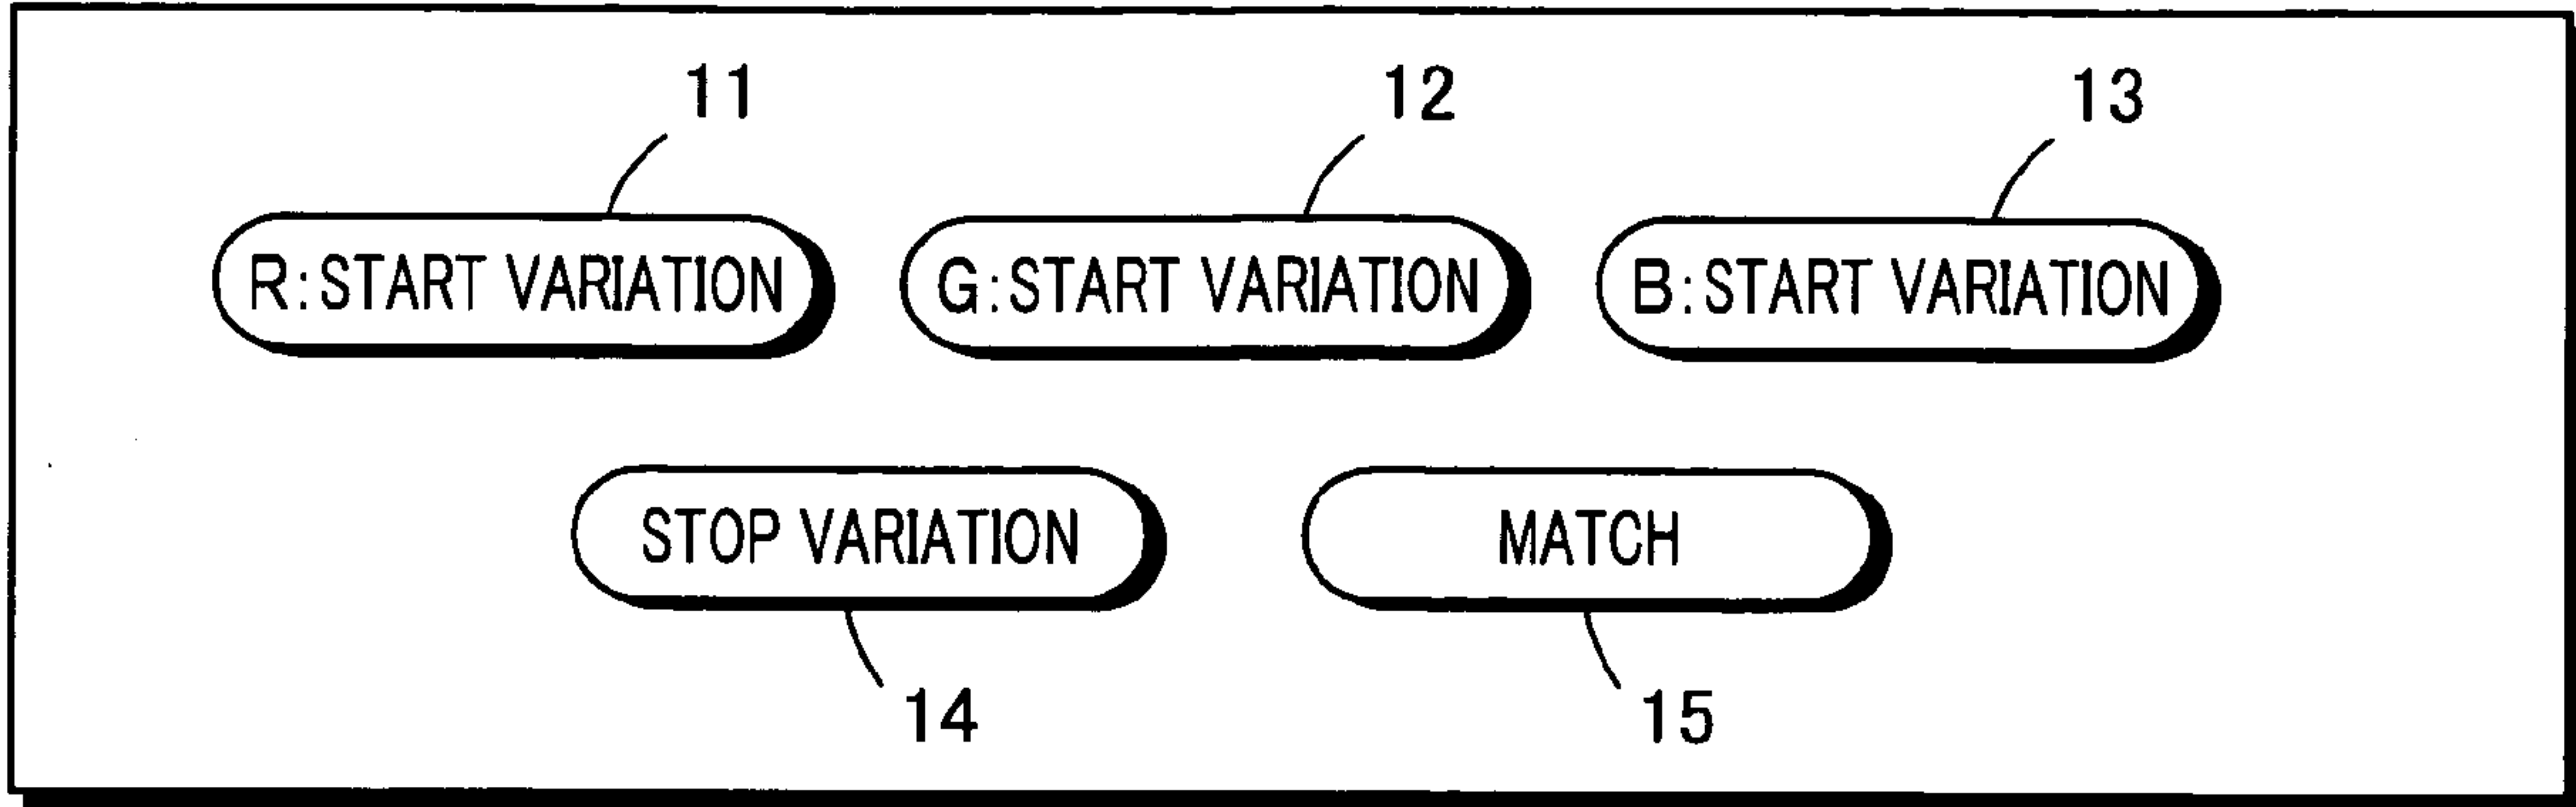 11 12 13
R:START VARIATION G:START VARIATION B:START VARIATION
STOP VARIATION MATCH
14 15